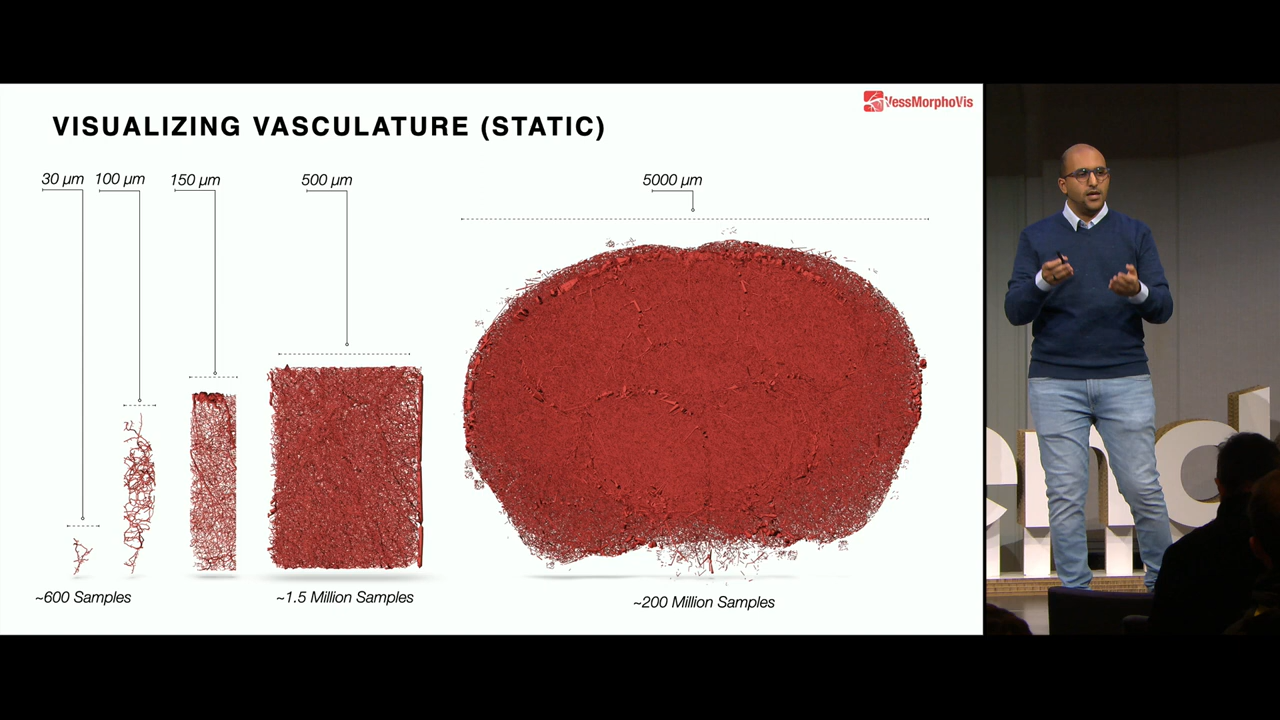 VessMorphoVis
VISUALIZING VASCULATURE (STATIC)
30 µm
100 µm
150 µm
500 µm
5000 µm
~600 Samples
~1.5 Million Samples
~200 Million Samples